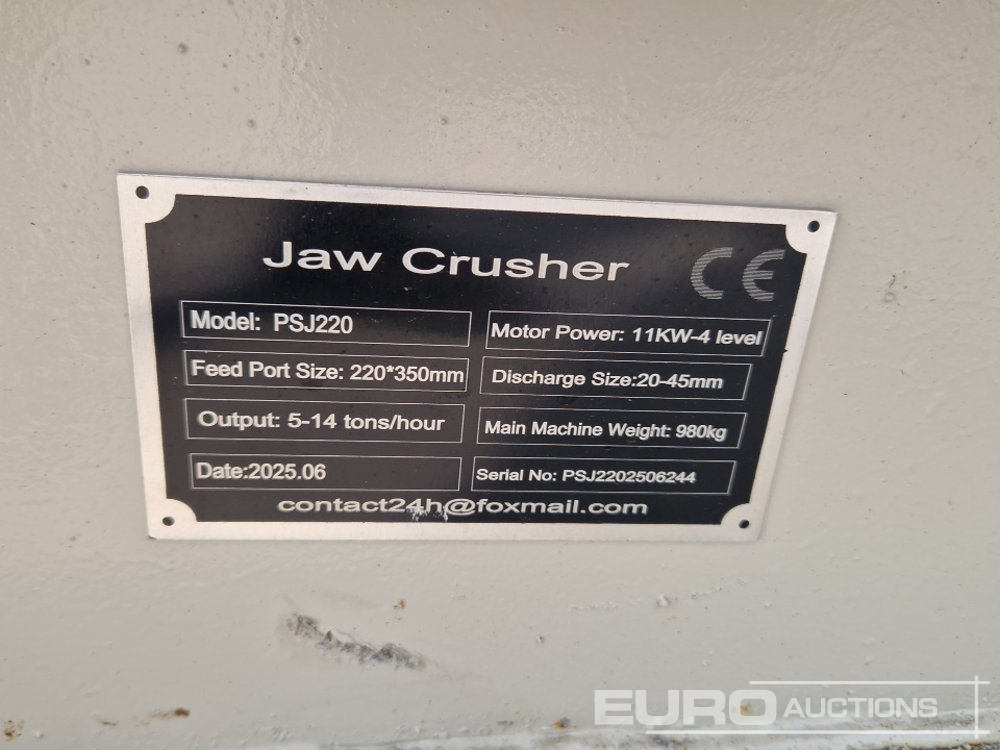 Jaw Crusher CE
Model: PSJ220
Motor Power: 11KW-4 level
Feed Port Size: 220*350mm
Discharge Size:20-45mm
Output: 5-14 tons/hour
Main Machine Weight: 980kg
Date:2025.06
Serial No: PSJ2202506244
contact24h@foxmail.com
EURO AUCTIONS